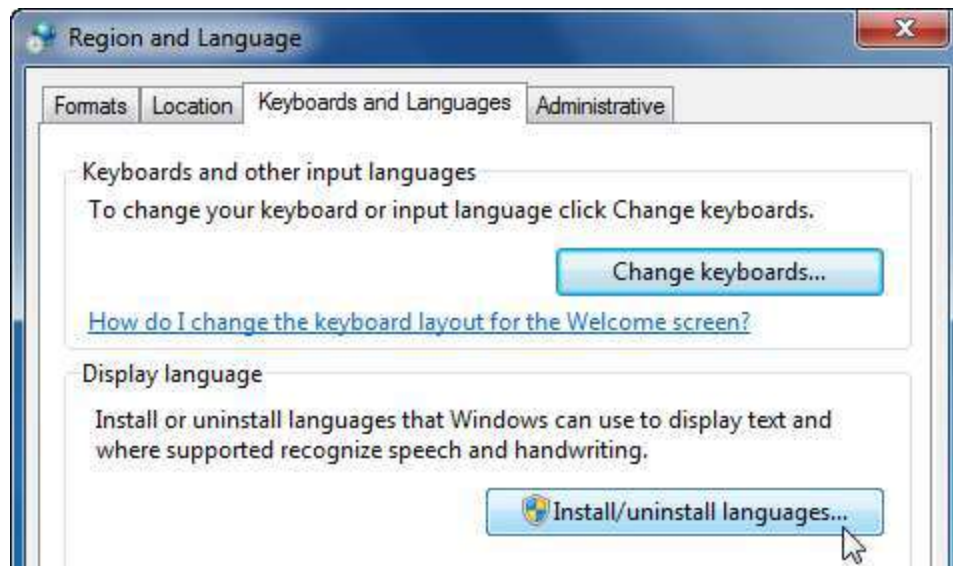 Region and Language
Formats Location Keyboards and Languages Administrative
Keyboards and other input languages
To change your keyboard or input language click Change keyboards.
Change keyboards...
How do I change the keyboard layout for the Welcome screen?
Display language
Install or uninstall languages that Windows can use to display text and
where supported recognize speech and handwriting.
Install/uninstall languages...